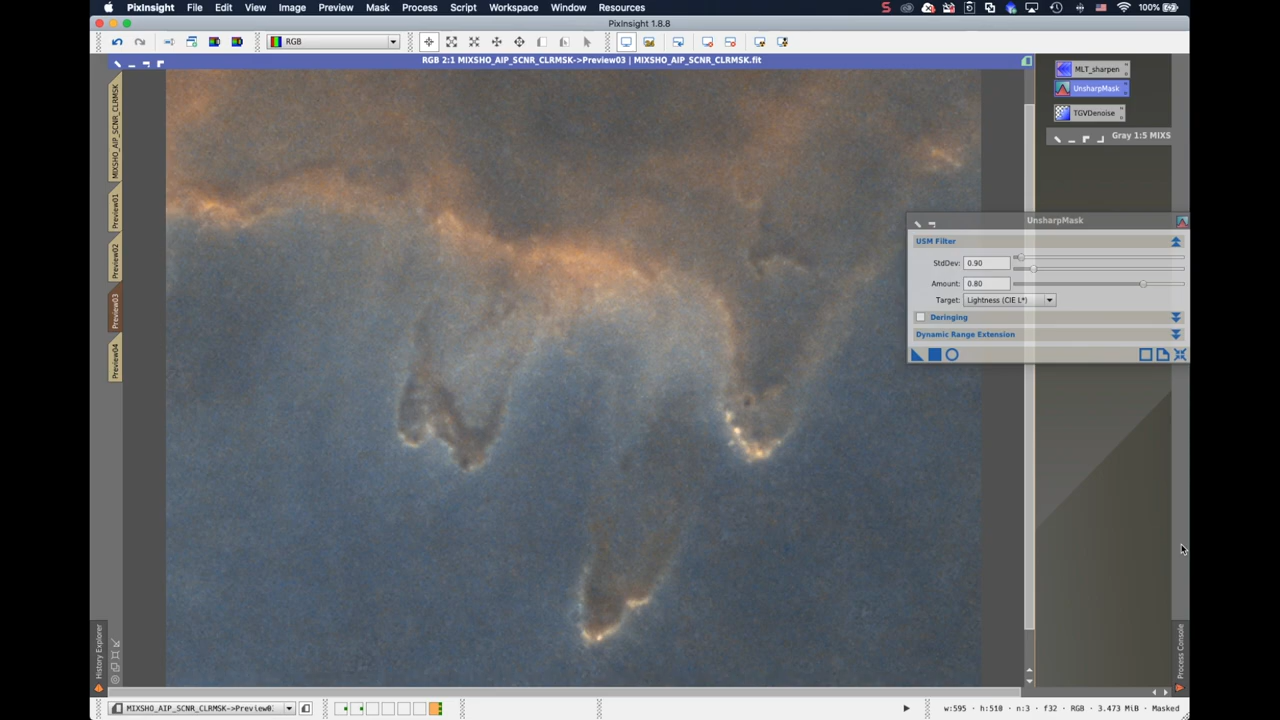 PixInsight File Edit View Image Preview Mask Process Script Workspace Window Resources 100%
PixInsight 1.8.8
RGB
RGB 2:1 MIXSHO_AIP_SCNR_CLRMSK->Preview03 | MIXSHO_AIP_SCNR_CLRMSK.fit
MIXSHO_AIP_SCNR_CLRMSK
Preview01
Preview02
Preview03
Preview04
MLT_sharpen
UnsharpMask
TGVDenoise
Gray 1:5 MIXS
UnsharpMask
USM Filter
StdDev: 0.90
Amount: 0.80
Target: Lightness (CIE L*)
Deringing
Dynamic Range Extension
History Explorer
Process Console
MIXSHO_AIP_SCNR_CLRMSK->Preview0
w:595 · h:518 · n:3 · f32 · RGB · 3.473 MiB · Masked